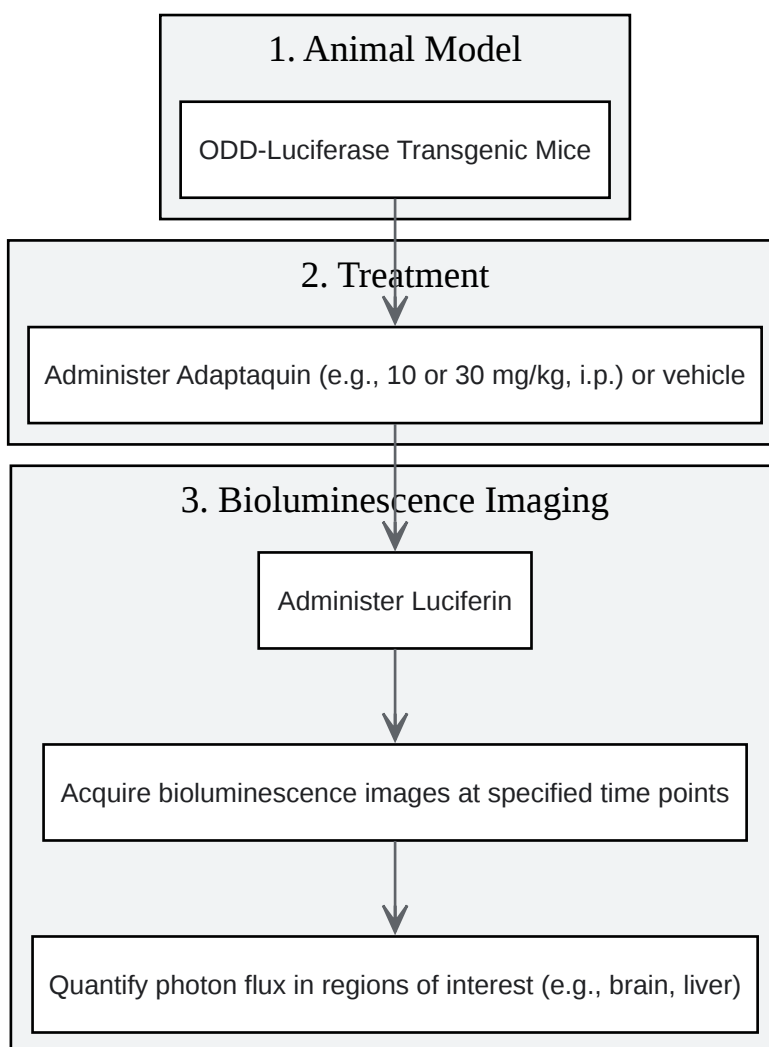 1. Animal Model
ODD-Luciferase Transgenic Mice
2. Treatment
Administer Adaptaquin (e.g., 10 or 30 mg/kg, i.p.) or vehicle
3. Bioluminescence Imaging
Administer Luciferin
Acquire bioluminescence images at specified time points
Quantify photon flux in regions of interest (e.g., brain, liver)